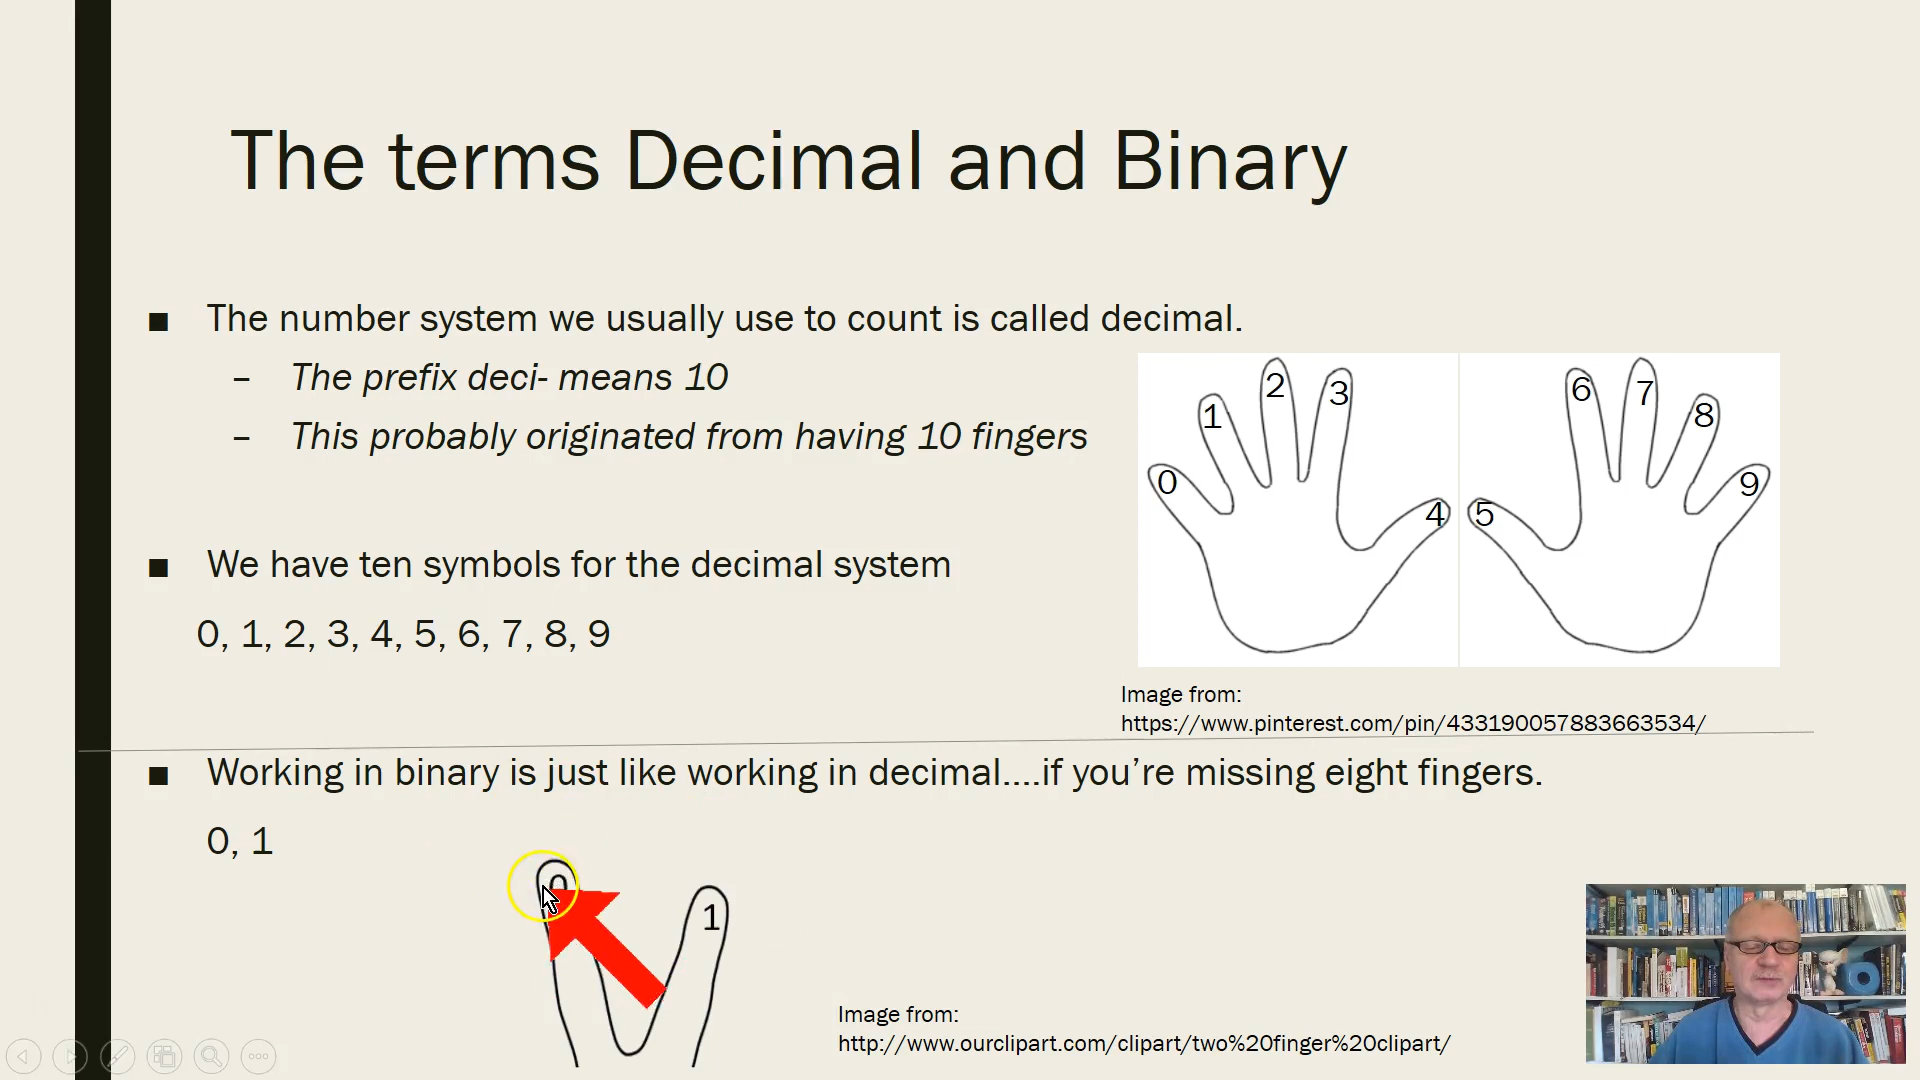 The terms Decimal and Binary
■ The number system we usually use to count is called decimal.
– The prefix deci- means 10
– This probably originated from having 10 fingers
■ We have ten symbols for the decimal system
0, 1, 2, 3, 4, 5, 6, 7, 8, 9
0 1 2 3 4 5 6 7 8 9
Image from:
https://www.pinterest.com/pin/433190057883663534/
■ Working in binary is just like working in decimal....if you’re missing eight fingers.
0, 1
0 1
Image from:
http://www.ourclipart.com/clipart/two%20finger%20clipart/